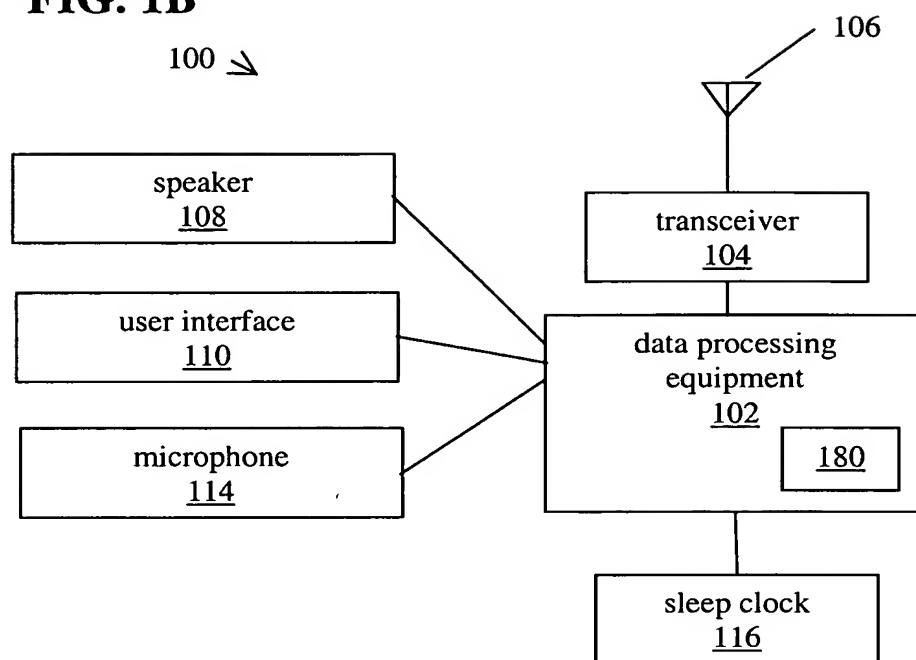 FIG. 1B
100
106
speaker
108
transceiver
104
user interface
110
data processing
equipment
102
180
microphone
114
sleep clock
116